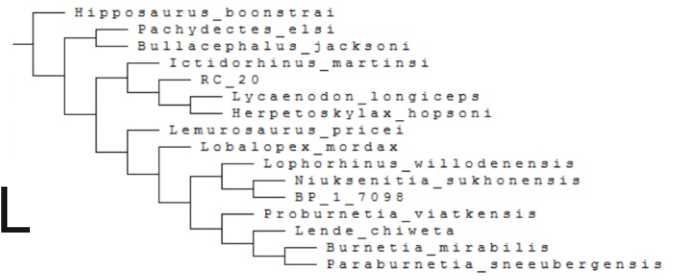 Hipposaurus_boonstrai
Pachydectes_elsi
Bullacephalus_jacksoni
Ictidorhinus_martinsi
RC_20
Lycaenodon_longiceps
Herpetoskylax_hopsoni
Lemurosaurus_pricei
Lobalopex_mordax
Lophorhinus_willodenensis
Niuksenitia_sukhonensis
BP_1_7098
Proburnetia_viatkensis
Lende_chiweta
Burnetia_mirabilis
Paraburnetia_sneeubergensis
L